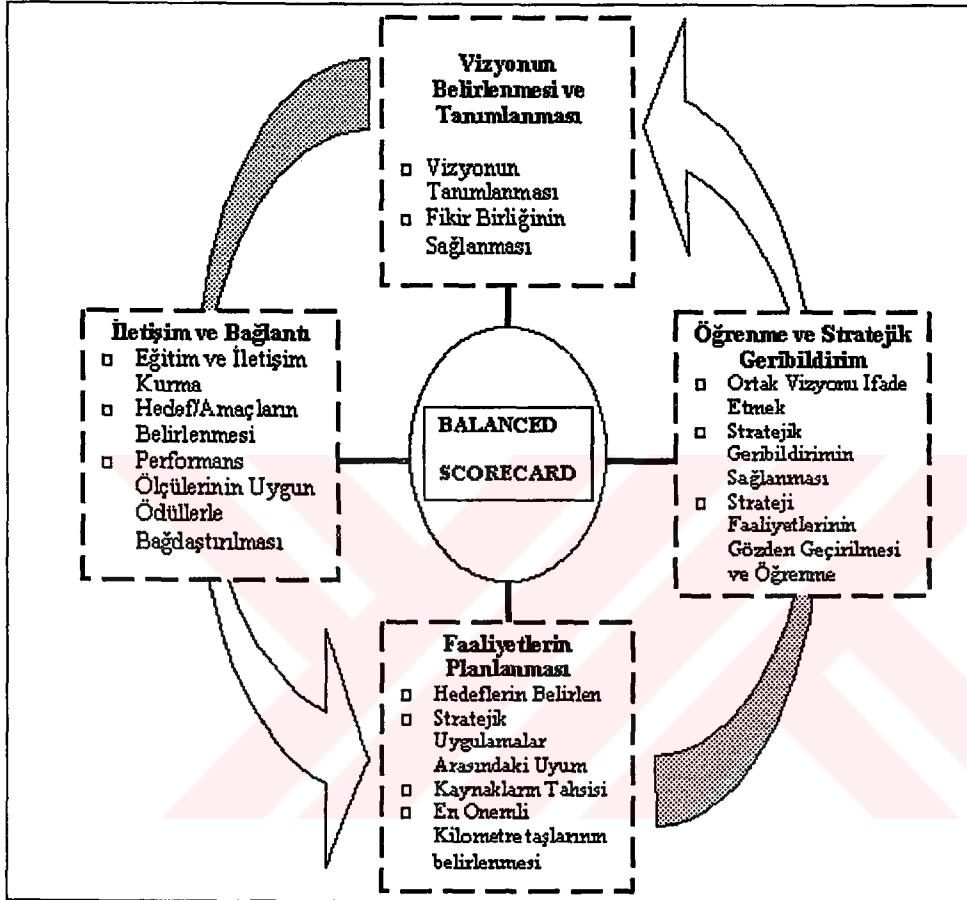 Vizyonun
Belirlenmesi ve
Tanımlanması
▫ Vizyonun
Tanımlanması
▫ Fikir Birliğinin
Sağlanması
İletişim ve Bağlantı
▫ Eğitim ve İletişim
Kurma
▫ Hedef/Amaçların
Belirlenmesi
▫ Performans
Ölçülerinin Uygun
Ödüllerle
Bağdaştırılması
BALANCED
SCORECARD
Öğrenme ve Stratejik
Geribildirim
▫ Ortak Vizyonu Ifade
Etmek
▫ Stratejik
Geribildirimin
Sağlanması
▫ Strateji
Faaliyetlerinin
Gözden Geçirilmesi
ve Öğrenme
Faaliyetlerin
Planlanması
▫ Hedeflerin Belirlen
▫ Stratejik
Uygulamalar
Arasındaki Uyum
▫ Kaynakların Tahsisi
▫ En Onemli
Kilometre taşlarının
belirlenmesi